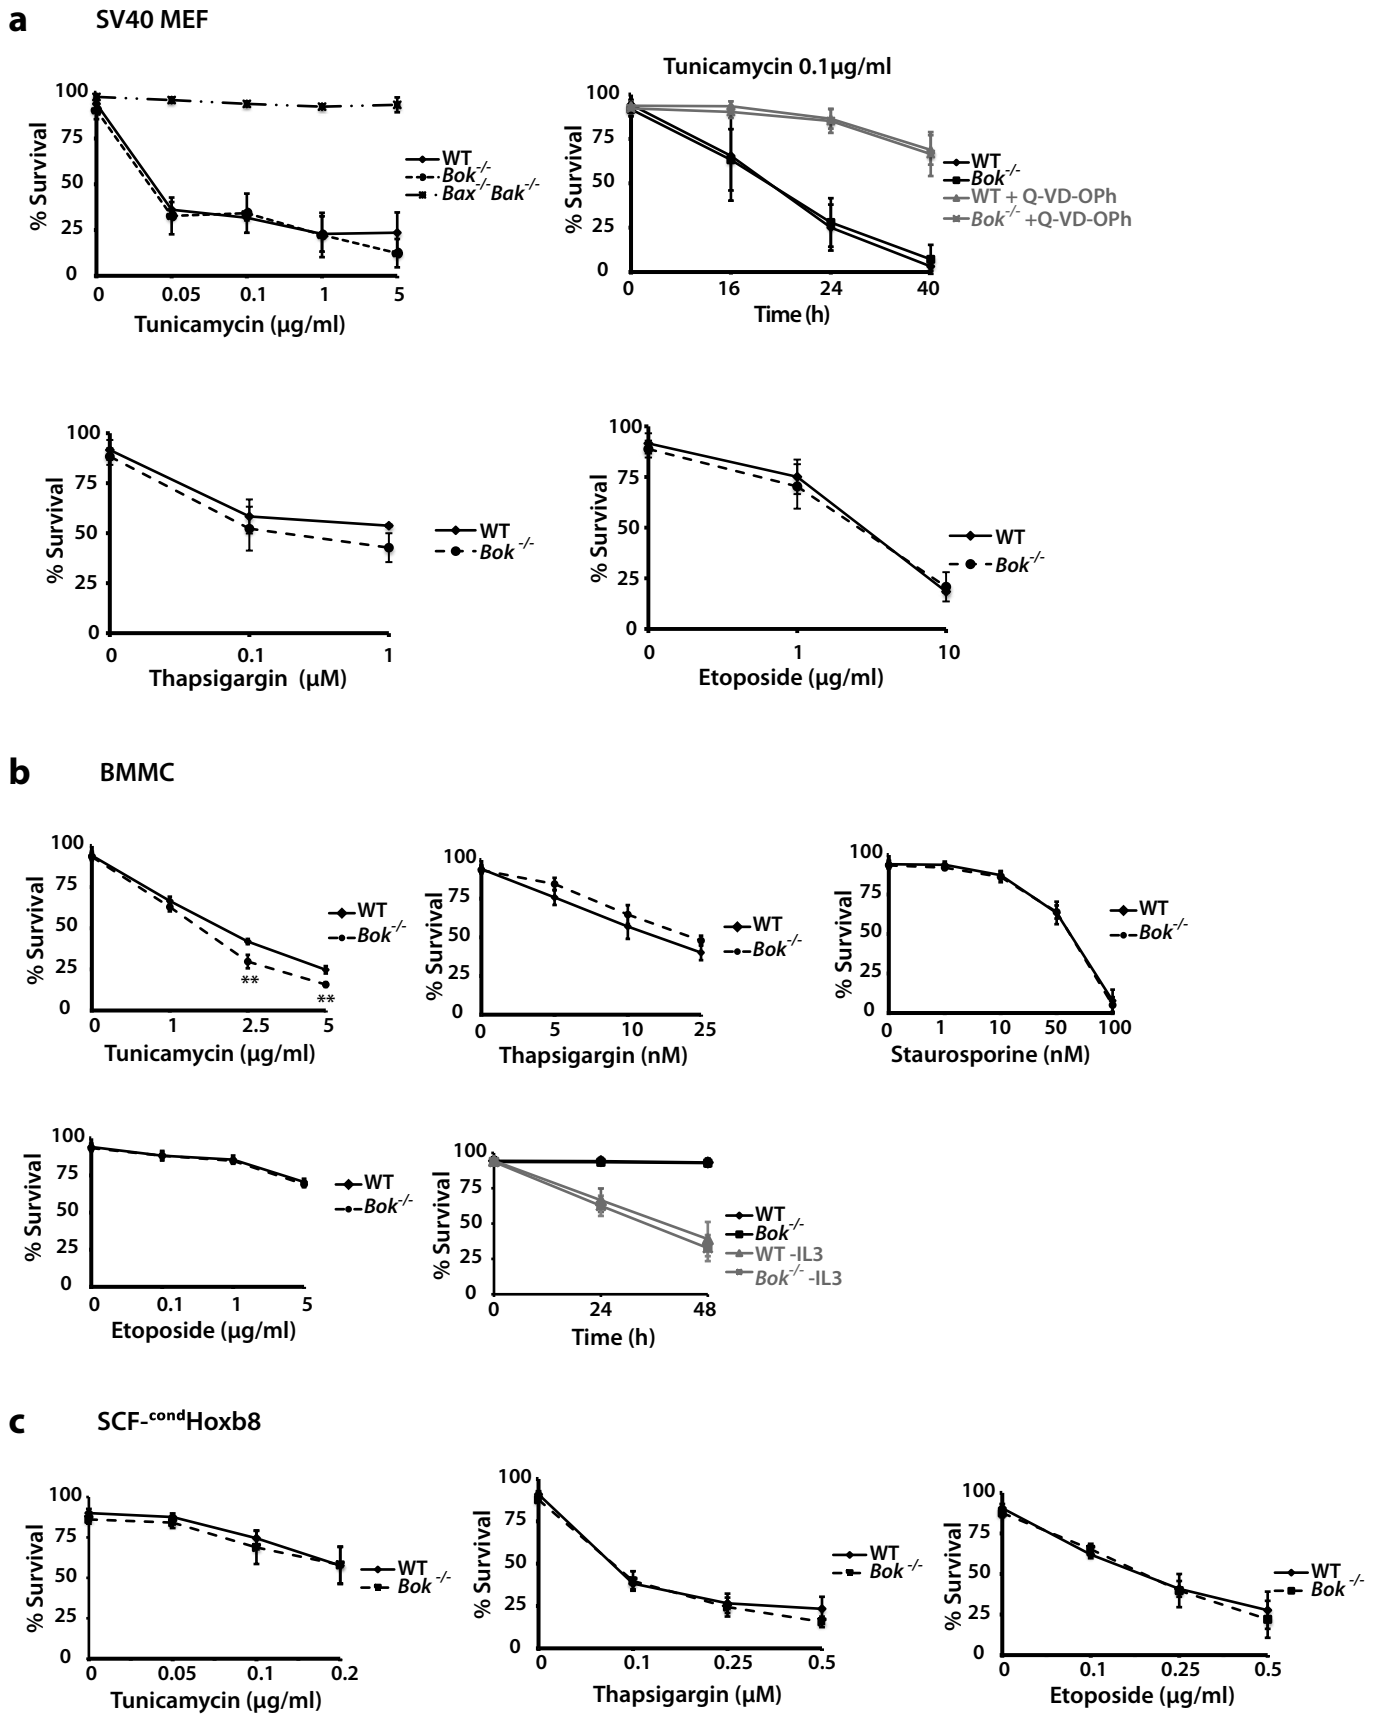 a SV40 MEF
100
75
50
25
0
% Survival
0 0.05 0.1 1 5
Tunicamycin (µg/ml)
WT
Bok-/-
Bax-/-Bak-/-
Tunicamycin 0.1µg/ml
100
75
50
25
0
% Survival
0 16 24 40
Time (h)
WT
Bok-/-
WT + Q-VD-OPh
Bok-/- +Q-VD-OPh
100
75
50
25
0
% Survival
0 0.1 1
Thapsigargin (µM)
WT
Bok -/-
100
75
50
25
0
% Survival
0 1 10
Etoposide (µg/ml)
WT
Bok-/-
b BMMC
100
75
50
25
0
% Survival
**
**
0 1 2.5 5
Tunicamycin (µg/ml)
WT
Bok-/-
100
75
50
25
0
% Survival
0 5 10 25
Thapsigargin (nM)
WT
Bok-/-
100
75
50
25
0
% Survival
0 1 10 50 100
Staurosporine (nM)
WT
Bok-/-
100
75
50
25
0
% Survival
0 0.1 1 5
Etoposide (µg/ml)
WT
Bok-/-
100
75
50
25
0
% Survival
0 24 48
Time (h)
WT
Bok-/-
WT -IL3
Bok-/- -IL3
c SCF-condHoxb8
100
75
50
25
0
% Survival
0 0.05 0.1 0.2
Tunicamycin (µg/ml)
WT
Bok -/-
100
75
50
25
0
% Survival
0 0.1 0.25 0.5
Thapsigargin (µM)
WT
Bok -/-
100
75
50
25
0
% Survival
0 0.1 0.25 0.5
Etoposide (µg/ml)
WT
Bok -/-